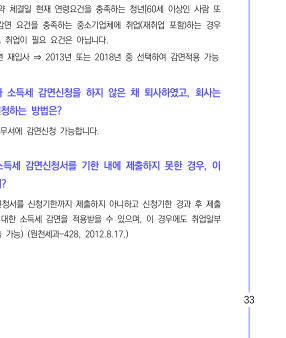 약 체결일 현재 연령요건을 충족하는 청년(60세 이상인 사람 또
감면 요건을 충족하는 중소기업체에 취업(재취업 포함)하는 경우
취업이 필요 요건은 아닙니다.
년 재입사 ⇒ 2013년 또는 2018년 중 선택하여 감면적용 가능
소득세 감면신청을 하지 않은 채 퇴사하였고, 회사는
신청하는 방법은?
무서에 감면신청 가능합니다.
소득세 감면신청서를 기한 내에 제출하지 못한 경우, 이
?
신청서를 신청기한까지 제출하지 아니하고 신청기한 경과 후 제출
대한 소득세 감면을 적용받을 수 있으며, 이 경우에도 취업일부
가능) (원천세과-428, 2012.8.17.)
33